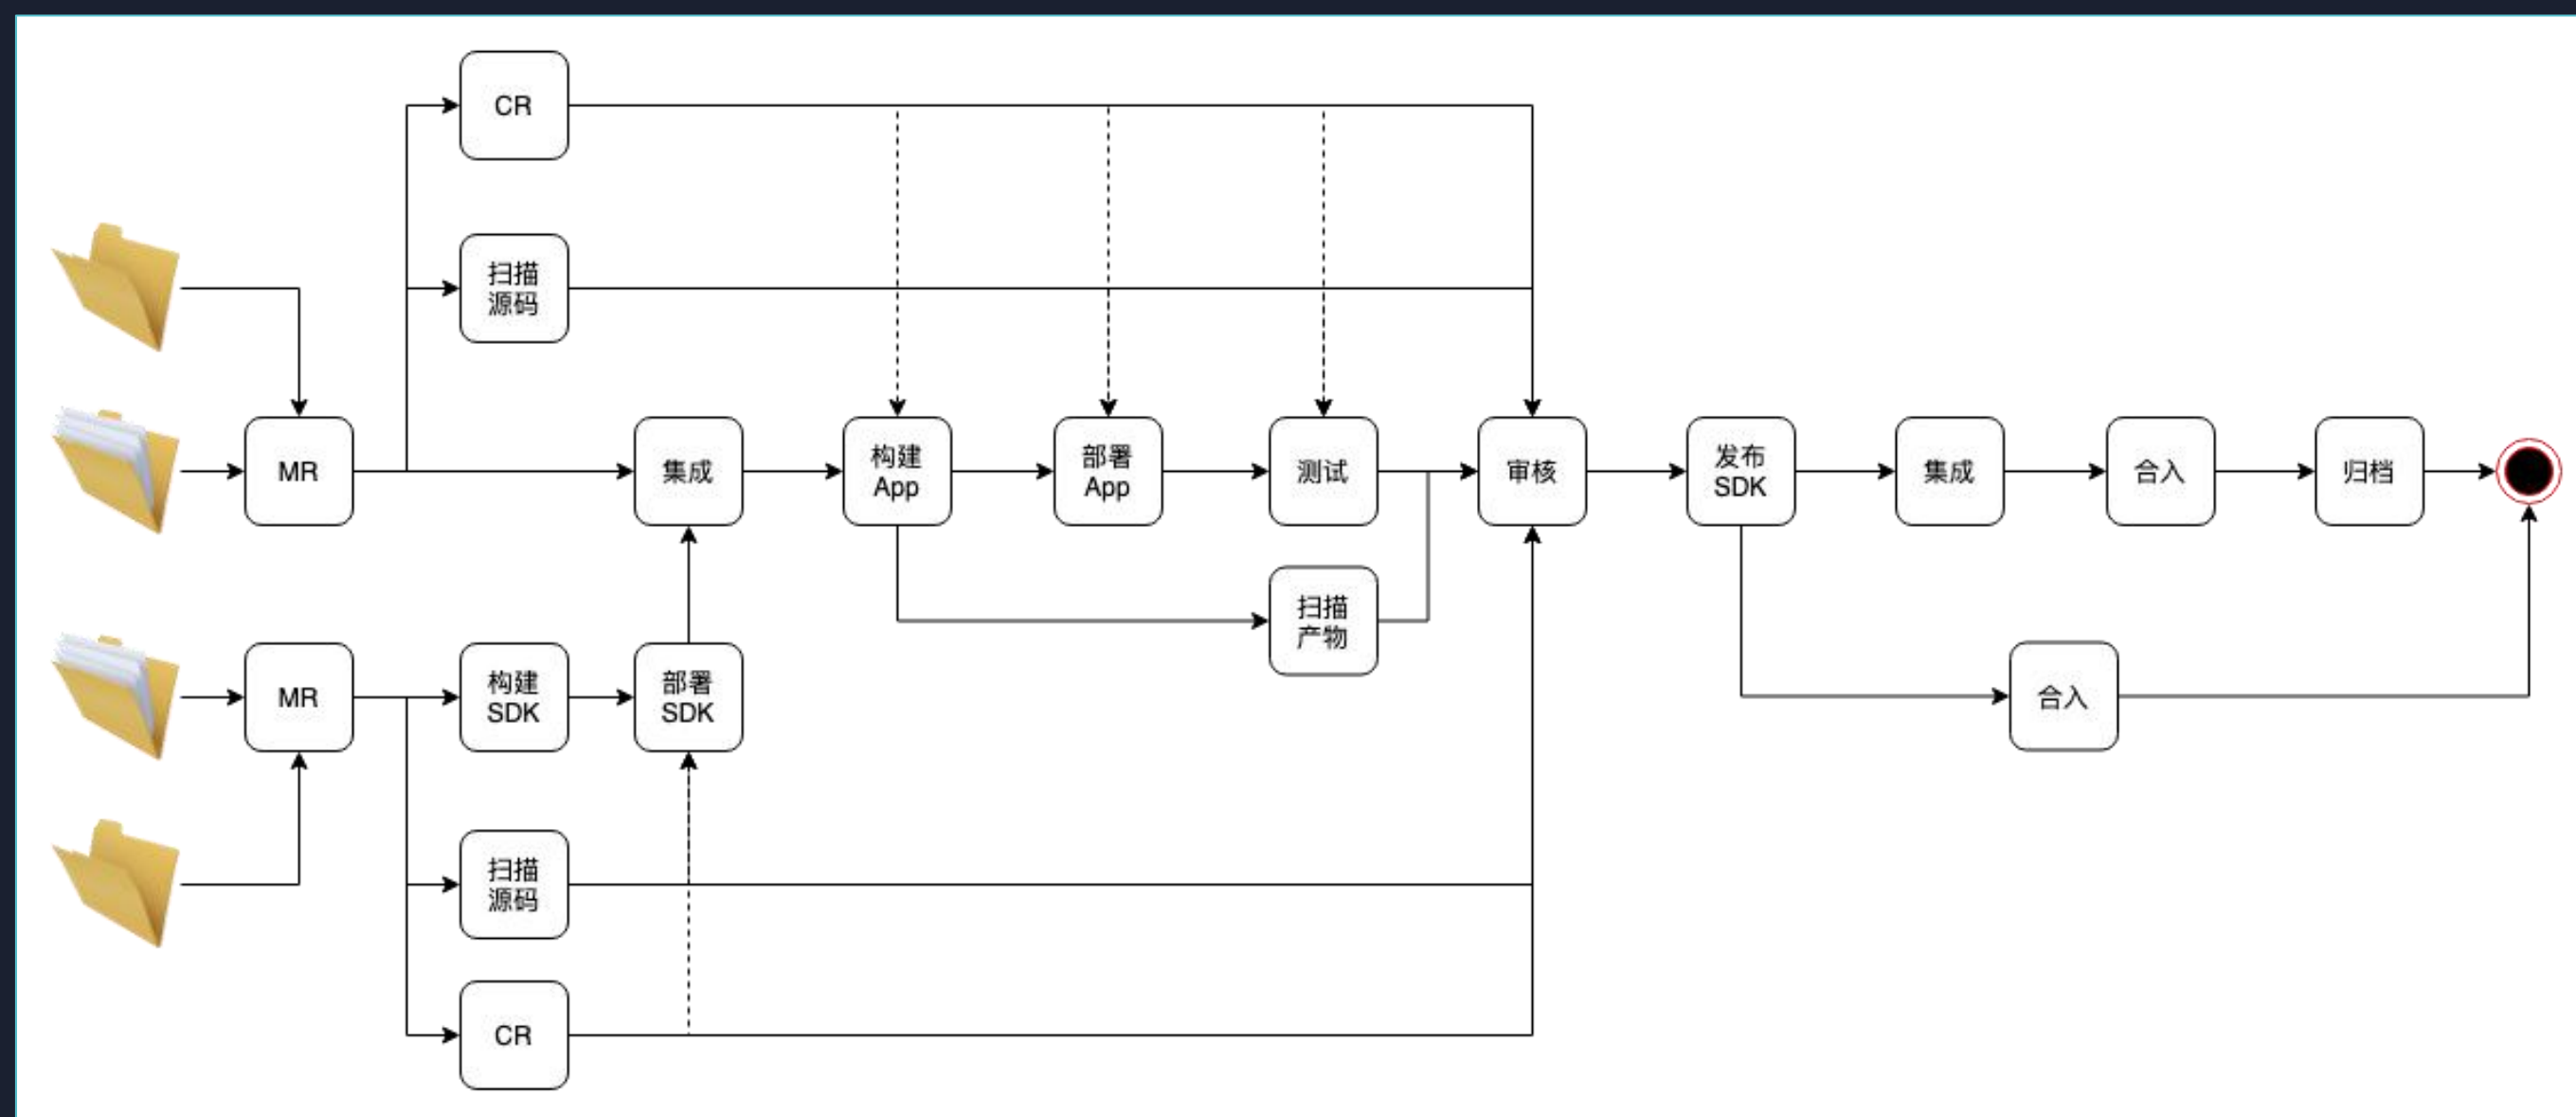 CR
扫描
源码
MR
集成
构建
App
部署
App
测试
审核
发布
SDK
集成
合入
归档
扫描
产物
MR
构建
SDK
部署
SDK
合入
扫描
源码
CR